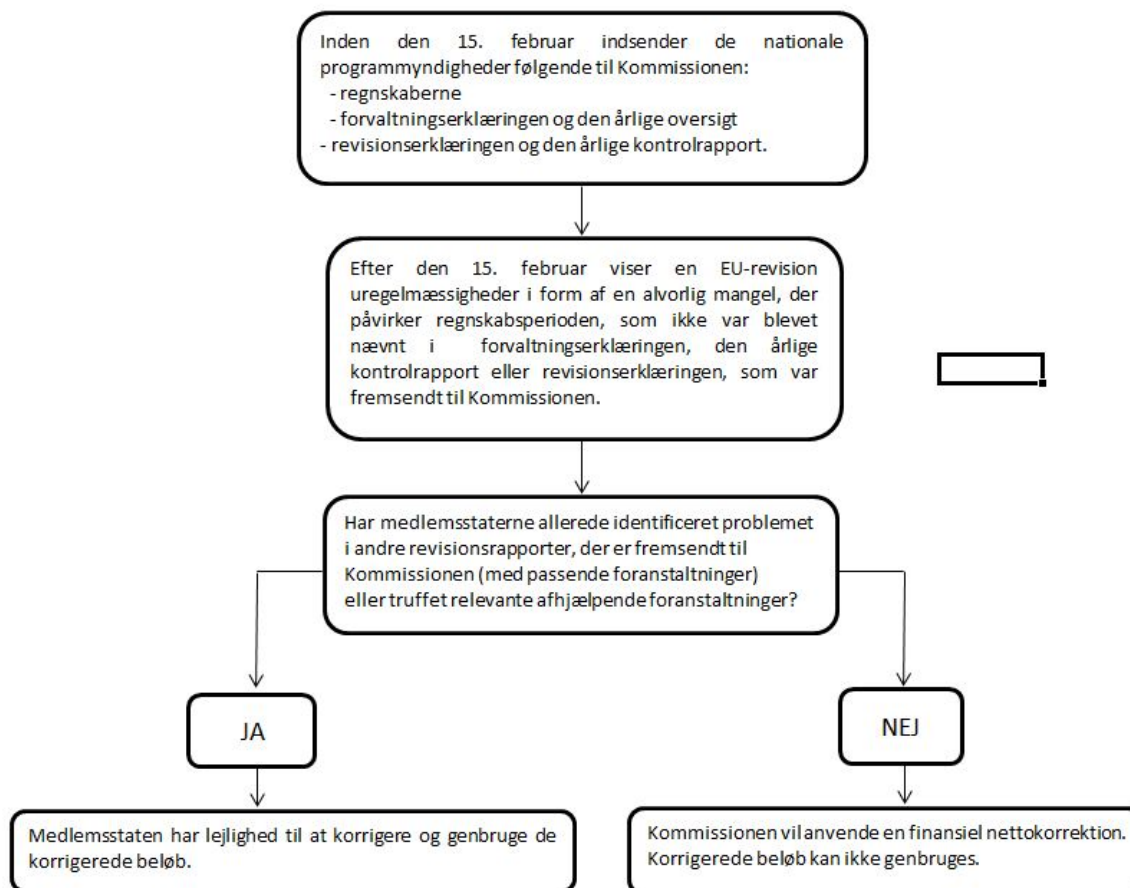 Inden den 15. februar indsender de nationale
programmyndigheder følgende til Kommissionen:
- regnskaberne
- forvaltningserklæringen og den årlige oversigt
- revisionserklæringen og den årlige kontrolrapport.
Efter den 15. februar viser en EU-revision
uregelmæssigheder i form af en alvorlig mangel, der
påvirker regnskabsperioden, som ikke var blevet
nævnt i forvaltningserklæringen, den årlige
kontrolrapport eller revisionserklæringen, som var
fremsendt til Kommissionen.
Har medlemsstaterne allerede identificeret problemet
i andre revisionsrapporter, der er fremsendt til
Kommissionen (med passende foranstaltninger)
eller truffet relevante afhjælpende foranstaltninger?
JA
NEJ
Medlemsstaten har lejlighed til at korrigere og genbruge de
korrigerede beløb.
Kommissionen vil anvende en finansiel nettokorrektion.
Korrigerede beløb kan ikke genbruges.